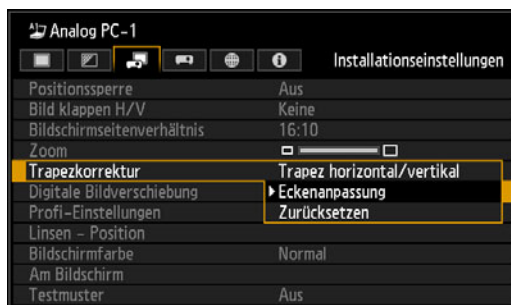 Analog PC-1
Installationseinstellungen
Positionssperre Aus
Bild klappen H/V Keine
Bildschirmseitenverhältnis 16:10
Zoom
Trapezkorrektur Trapez horizontal/vertikal
Digitale Bildverschiebung Eckenanpassung
Profi-Einstellungen Zurücksetzen
Linsen - Position
Bildschirmfarbe Normal
Am Bildschirm
Testmuster Aus